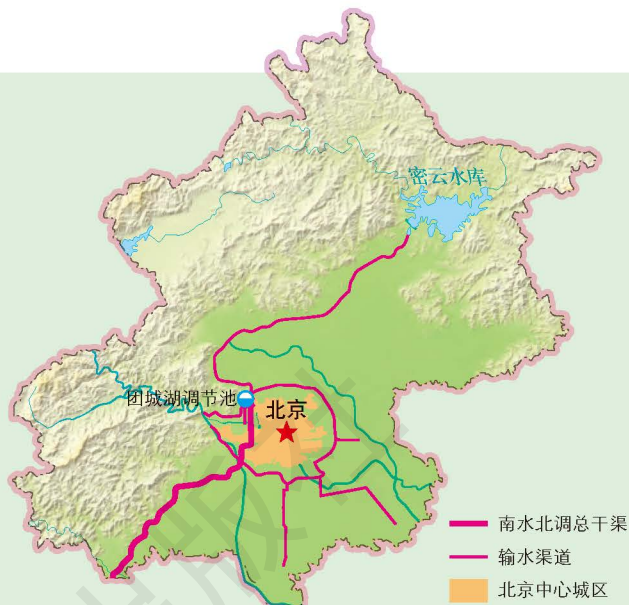 密云水库
团城湖调节池
北京
南水北调总干渠
输水渠道
北京中心城区